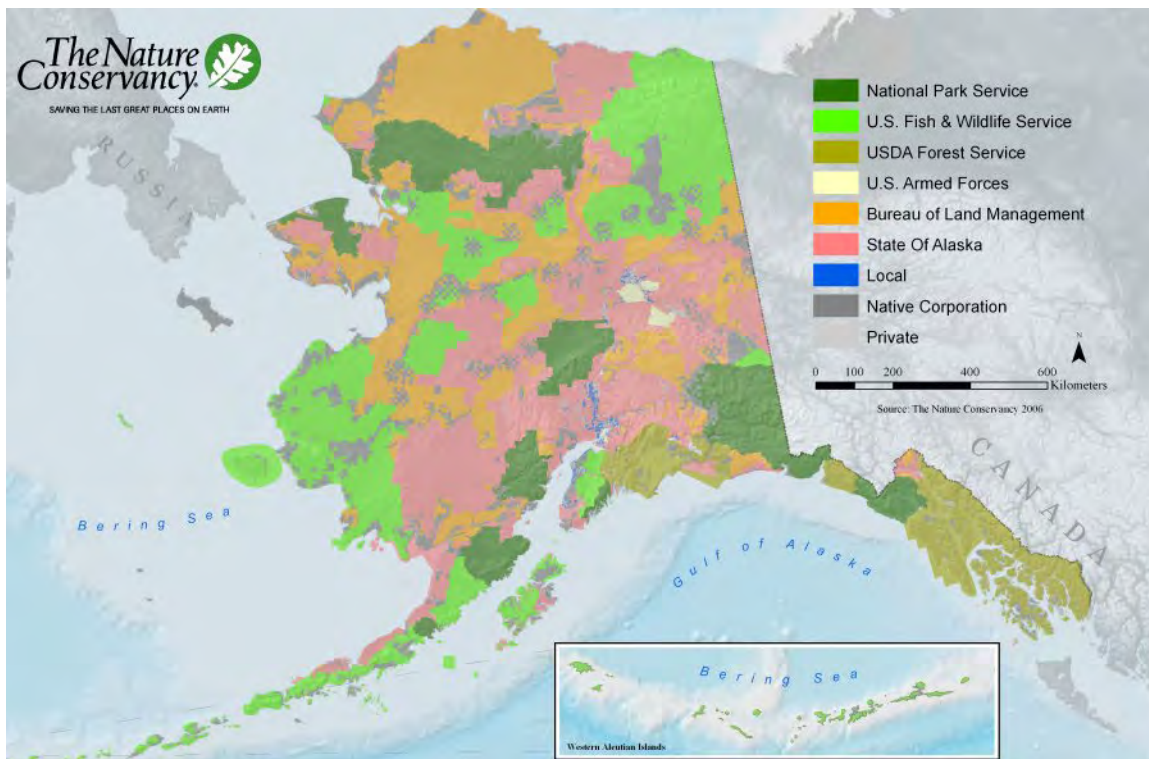 The Nature
Conservancy
SAVING THE LAST GREAT PLACES ON EARTH
RUSSIA
National Park Service
U.S. Fish & Wildlife Service
USDA Forest Service
U.S. Armed Forces
Bureau of Land Management
State Of Alaska
Local
Native Corporation
Private
N
0 100 200 400 600
Kilometers
Source: The Nature Conservancy 2006
CANADA
Bering Sea
Gulf of Alaska
Bering Sea
Western Aleutian Islands